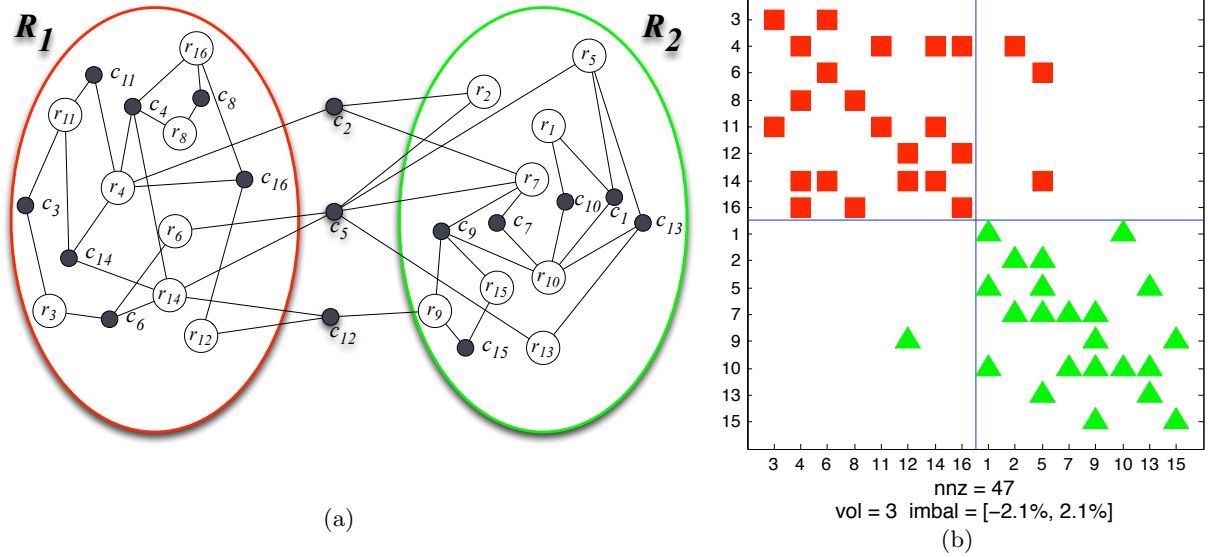 R1 R2
r16
r5
c11
r2
c4 c8
r11
r8
c2
r1
r4
c16
r7
c3
c10 c1
c13
r6
c5
c7
c9
c14
r10
r14
r15
r3
c6
r9
r12
c12
c15
r13
(a)
3
4
6
8
11
12
14
16
1
2
5
7
9
10
13
15
3 4 6 8 11 12 14 16 1 2 5 7 9 10 13 15
nnz = 47
vol = 3 imbal = [−2.1%, 2.1%]
(b)